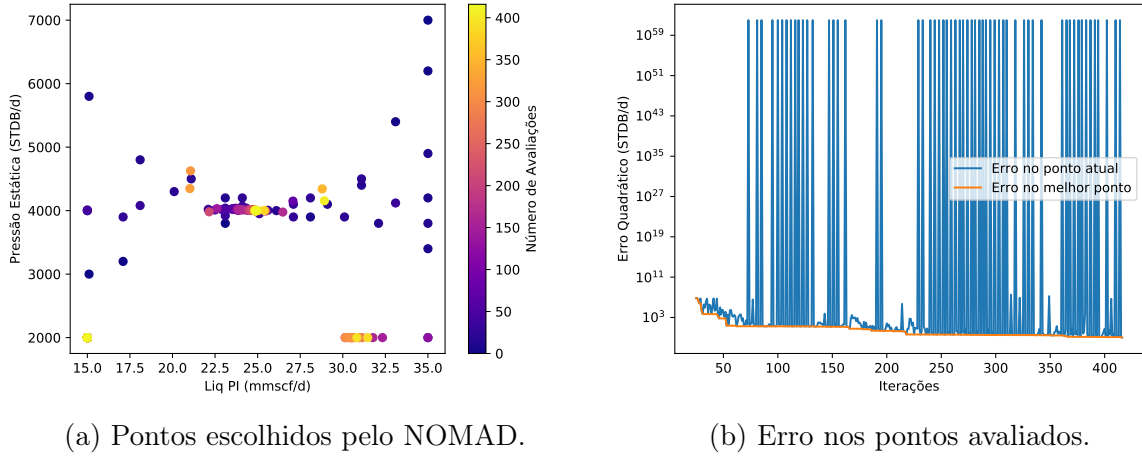 7000
6000
5000
4000
3000
2000
Pressão Estática (STDB/d)
15.0 17.5 20.0 22.5 25.0 27.5 30.0 32.5 35.0
Liq PI (mmscf/d)
400
350
300
250
200
150
100
50
0
Número de Avaliações
(a) Pontos escolhidos pelo NOMAD.
10^59
10^51
10^43
10^35
10^27
10^19
10^11
10^3
Erro Quadrático (STDB/d)
Erro no ponto atual
Erro no melhor ponto
50 100 150 200 250 300 350 400
Iterações
(b) Erro nos pontos avaliados.